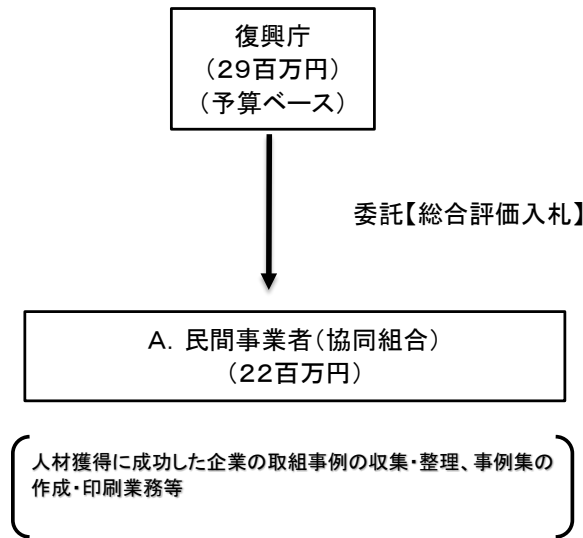 復興庁
（29百万円）
（予算ベース）
委託【総合評価入札】
A．民間事業者（協同組合）
（22百万円）
人材獲得に成功した企業の取組事例の収集・整理、事例集の
作成・印刷業務等